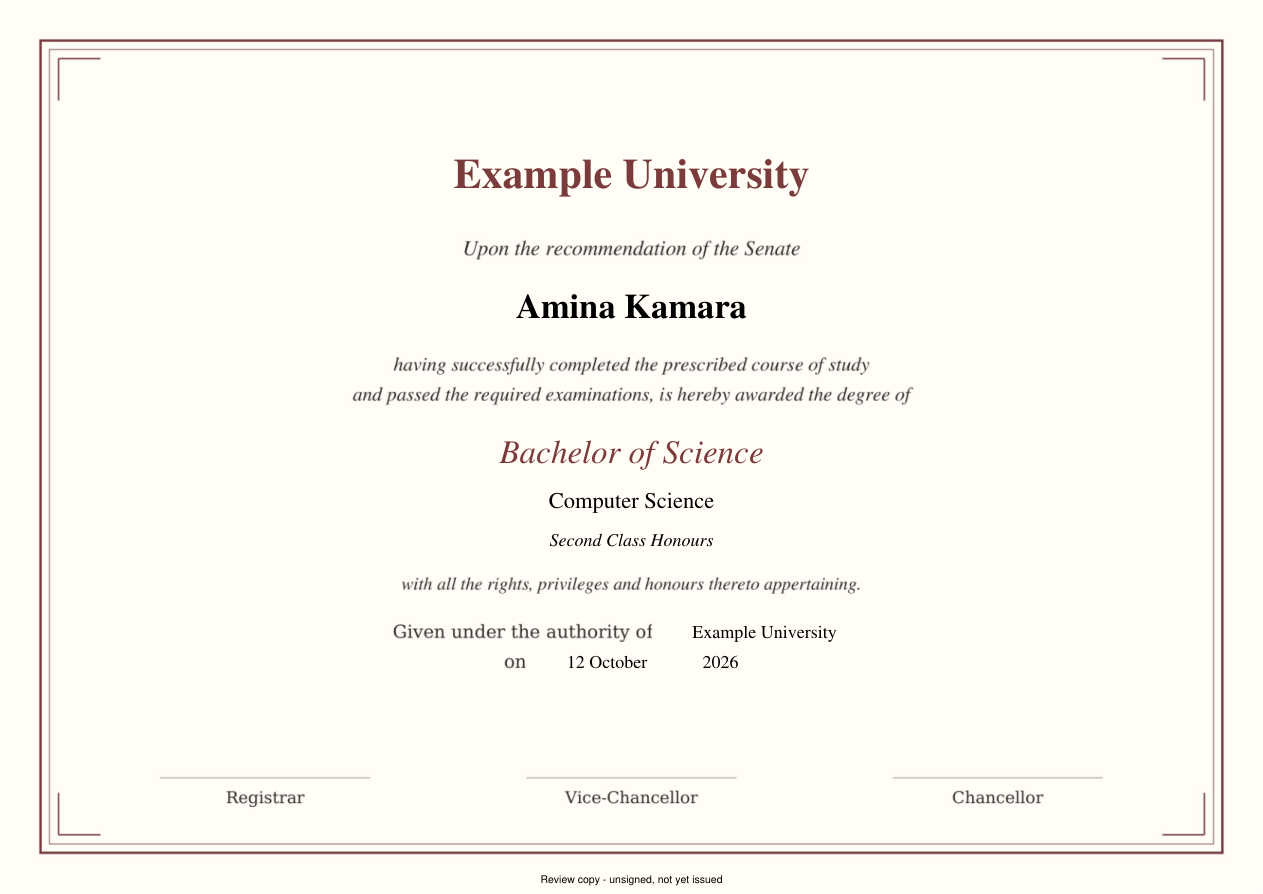 Example University
Upon the recommendation of the Senate
Amina Kamara
having successfully completed the prescribed course of study
and passed the required examinations, is hereby awarded the degree of
Bachelor of Science
Computer Science
Second Class Honours
with all the rights, privileges and honours thereto appertaining.
Given under the authority of Example University
on 12 October 2026
Registrar Vice-Chancellor Chancellor
Review copy - unsigned, not yet issued